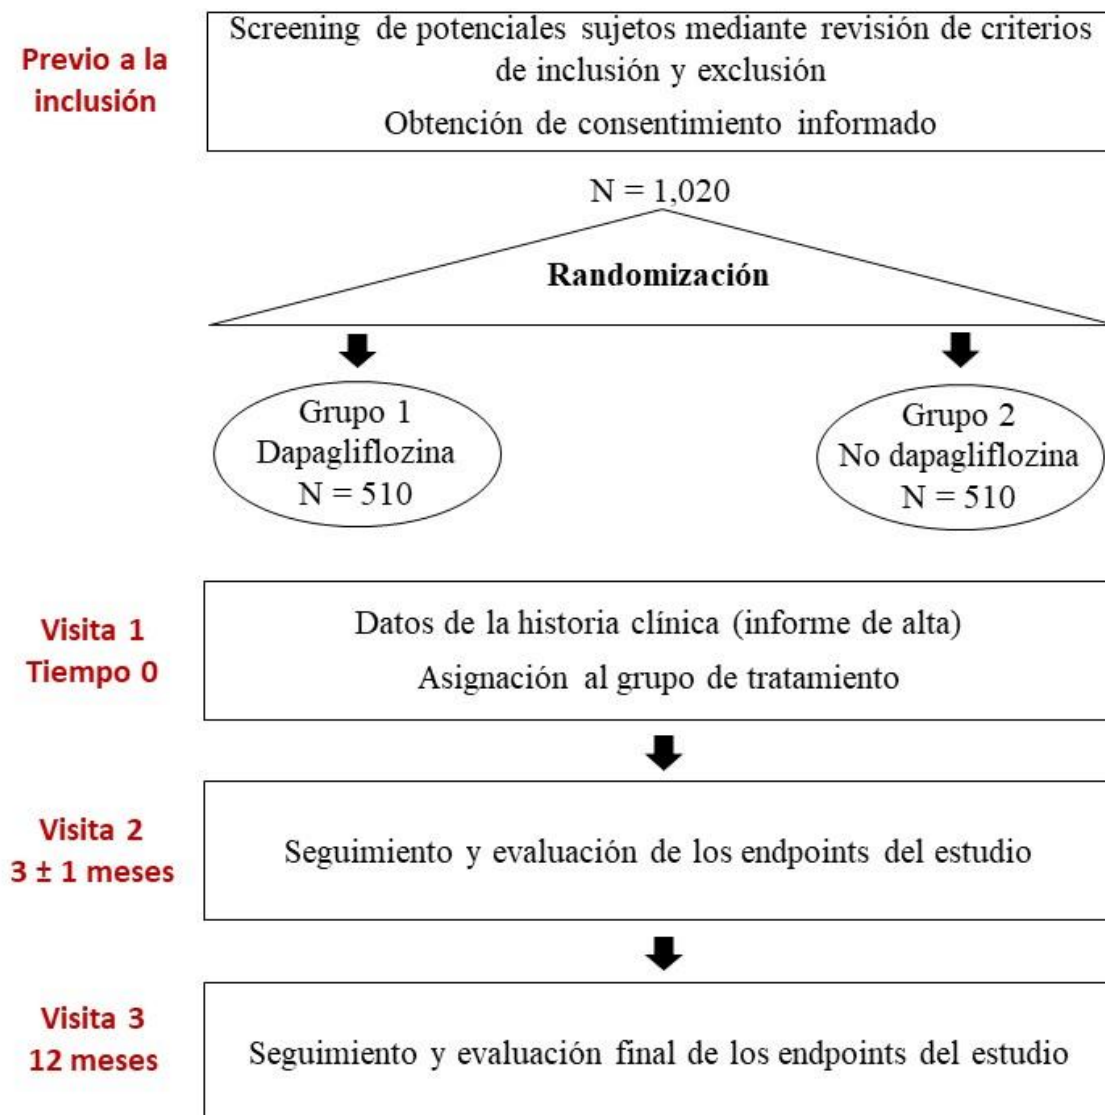 Previo a la
inclusión
Screening de potenciales sujetos mediante revisión de criterios
de inclusión y exclusión
Obtención de consentimiento informado
N = 1,020
Randomización
Grupo 1
Dapagliflozina
N = 510
Grupo 2
No dapagliflozina
N = 510
Visita 1
Tiempo 0
Datos de la historia clínica (informe de alta)
Asignación al grupo de tratamiento
Visita 2
3 ± 1 meses
Seguimiento y evaluación de los endpoints del estudio
Visita 3
12 meses
Seguimiento y evaluación final de los endpoints del estudio